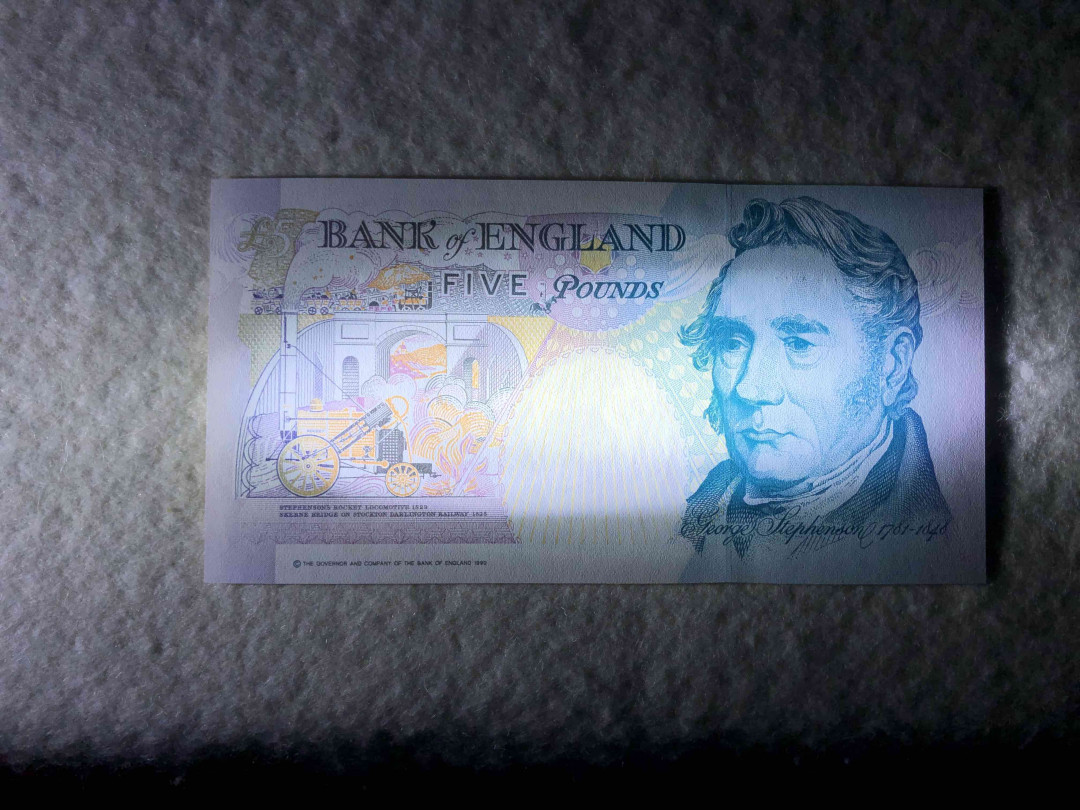 £5
BANK of ENGLAND
FIVE POUNDS
STEPHENSON'S ROCKET LOCOMOTIVE 1829
SKERNE BRIDGE ON STOCKTON DARLINGTON RAILWAY 1825
George Stephenson 1781-1848
© THE GOVERNOR AND COMPANY OF THE BANK OF ENGLAND 1990